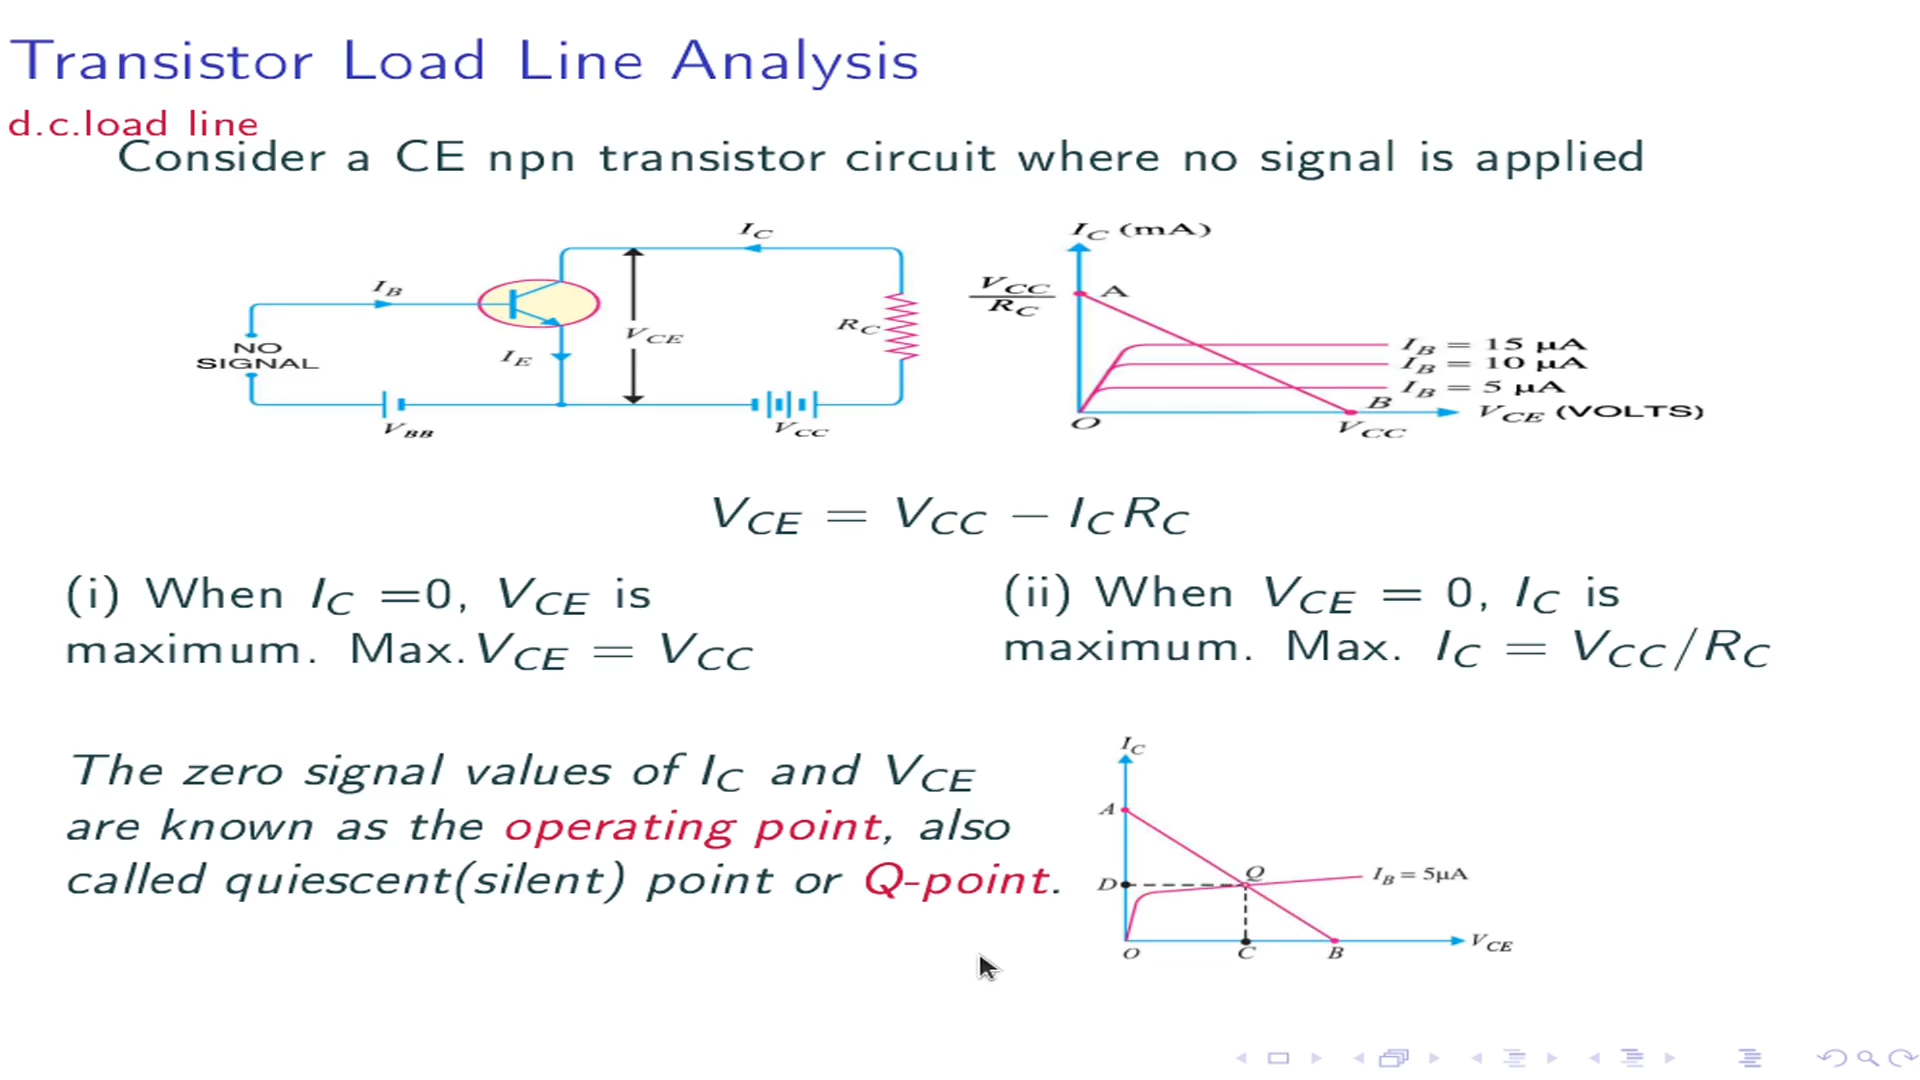 Transistor Load Line Analysis
d.c.load line
Consider a CE npn transistor circuit where no signal is applied
I_C
I_B
NO
SIGNAL
I_E
V_CE
R_C
V_BB
V_CC
I_C (mA)
V_CC
R_C
A
I_B = 15 µA
I_B = 10 µA
I_B = 5 µA
B
O
V_CC
V_CE (VOLTS)
V_CE = V_CC − I_C R_C
(i) When I_C =0, V_CE is
maximum. Max.V_CE = V_CC
(ii) When V_CE = 0, I_C is
maximum. Max. I_C = V_CC/R_C
The zero signal values of I_C and V_CE
are known as the operating point, also
called quiescent(silent) point or Q-point.
I_C
A
Q
D
I_B = 5µA
O
C
B
V_CE